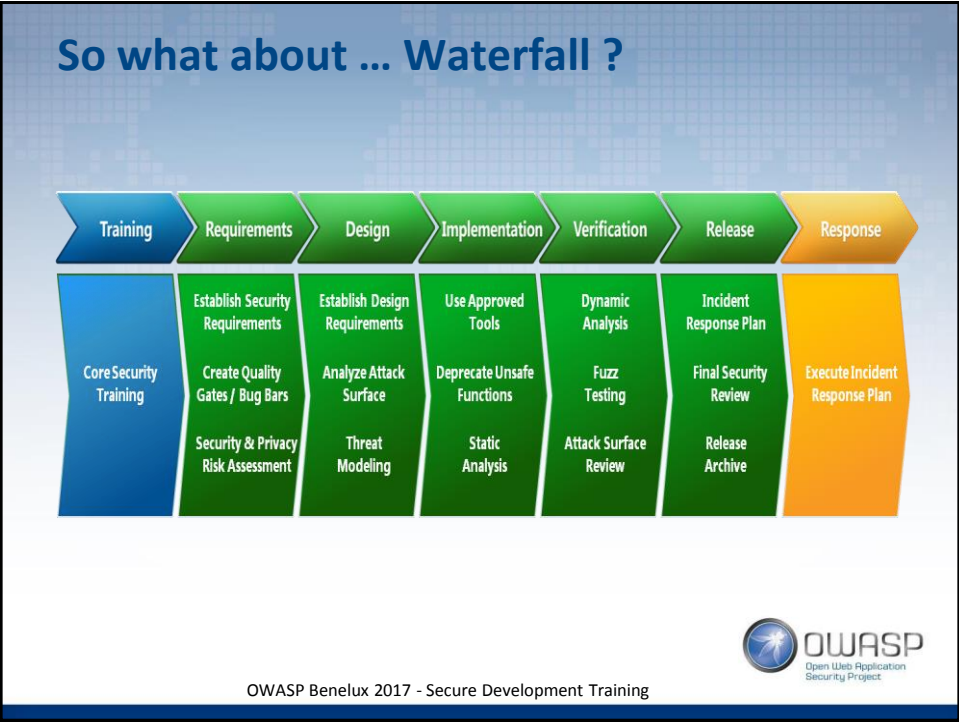 So what about … Waterfall ?
Training
Requirements
Design
Implementation
Verification
Release
Response
Core Security
Training
Establish Security
Requirements
Create Quality
Gates / Bug Bars
Security & Privacy
Risk Assessment
Establish Design
Requirements
Analyze Attack
Surface
Threat
Modeling
Use Approved
Tools
Deprecate Unsafe
Functions
Static
Analysis
Dynamic
Analysis
Fuzz
Testing
Attack Surface
Review
Incident
Response Plan
Final Security
Review
Release
Archive
Execute Incident
Response Plan
OWASP
Open Web Application
Security Project
OWASP Benelux 2017 - Secure Development Training